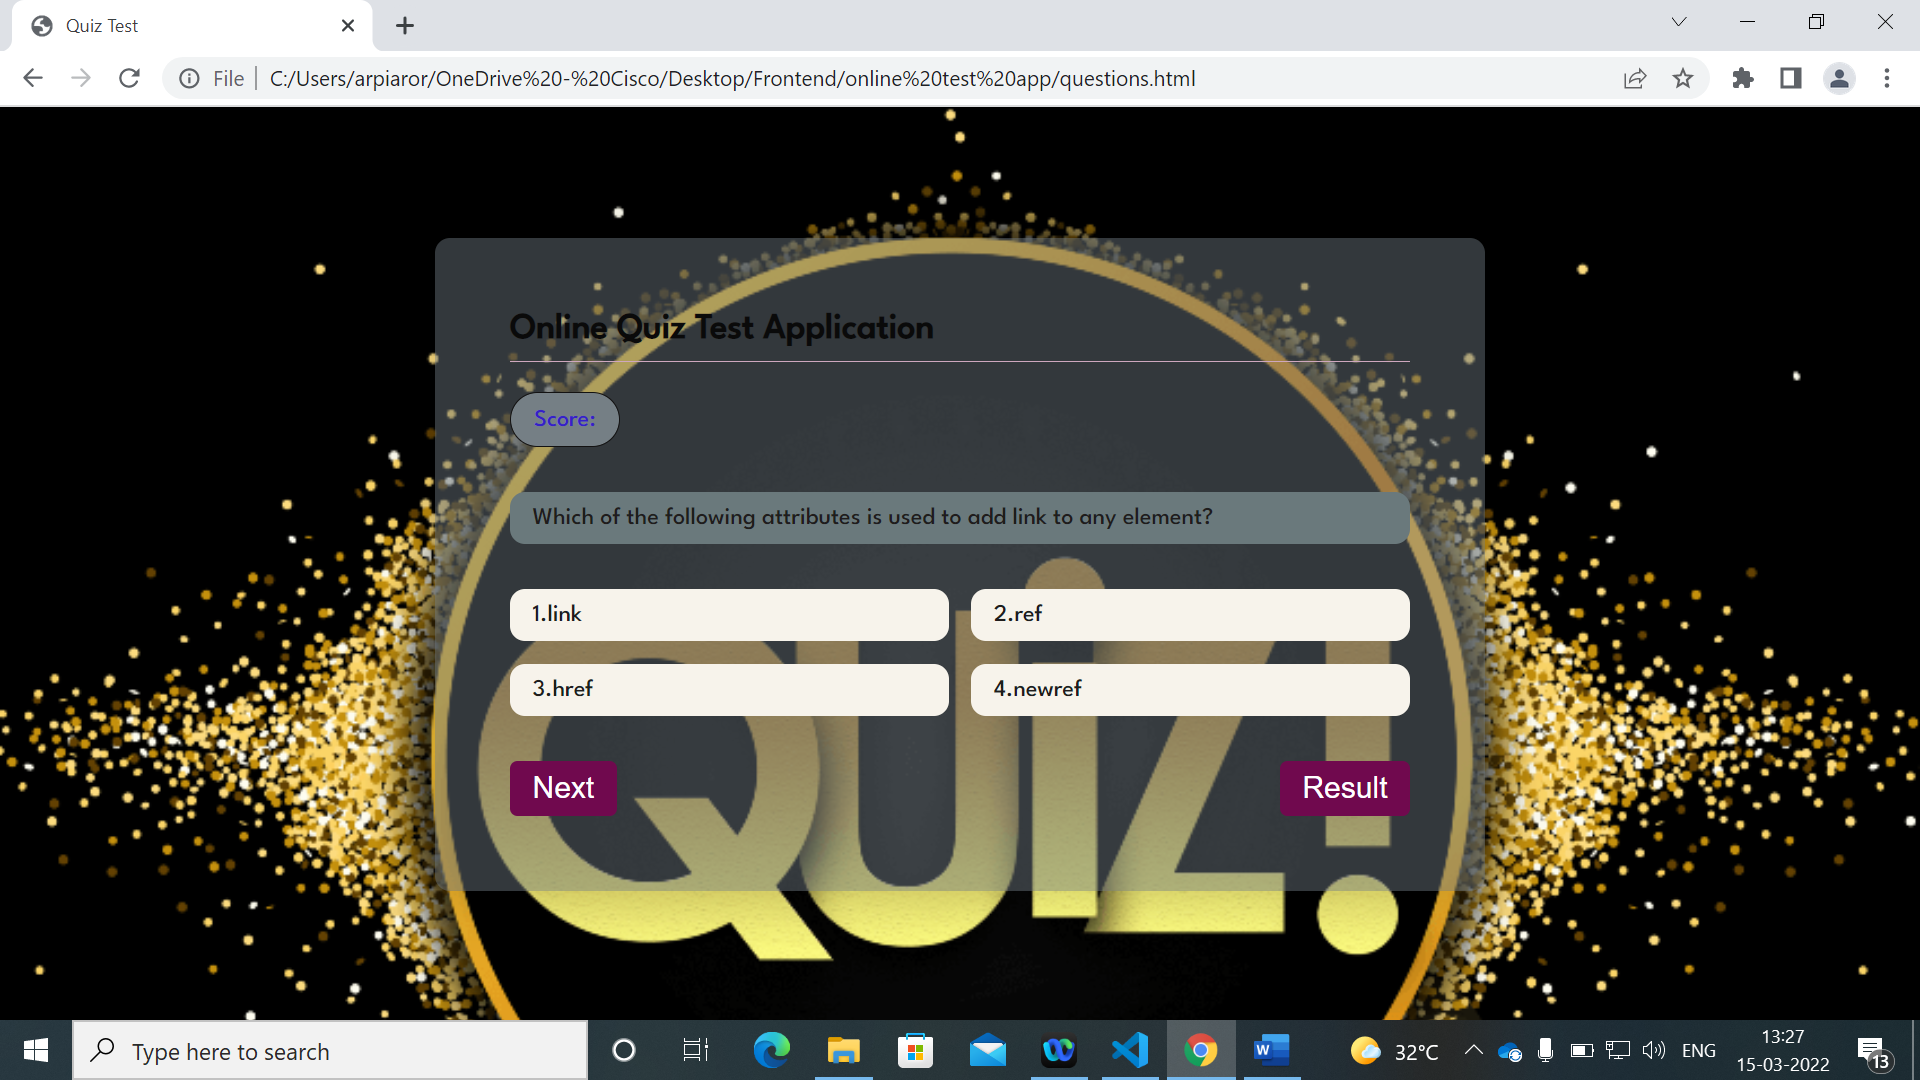 Quiz Test
File
C:/Users/arpiaror/OneDrive%20-%20Cisco/Desktop/Frontend/online%20test%20app/questions.html
Online Quiz Test Application
Score:
Which of the following attributes is used to add link to any element?
1.link
2.ref
3.href
4.newref
Next
Result
QUiZ!
Type here to search
W
32°C
ENG
13:27
15-03-2022
13